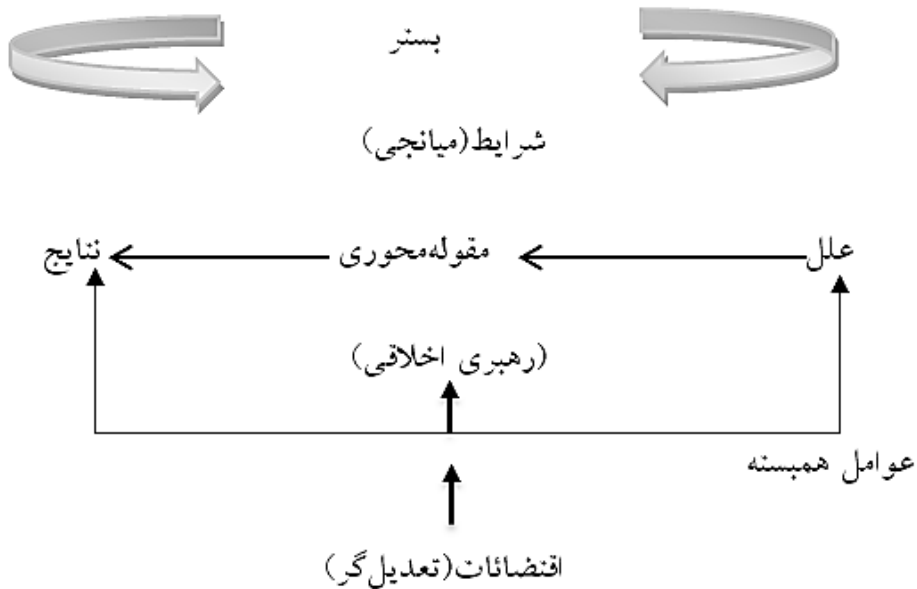 بستر
شرایط(میانجی)
علل
مقوله‌محوری
نتایج
(رهبری اخلاقی)
عوامل همبسته
اقتضائات(تعدیل‌گر)